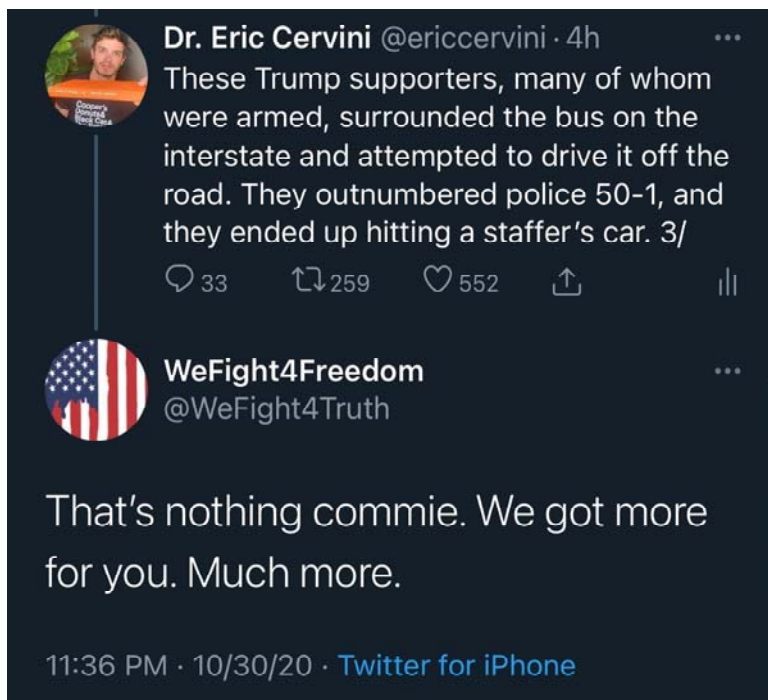 Dr. Eric Cervini @ericcervini · 4h
These Trump supporters, many of whom
were armed, surrounded the bus on the
interstate and attempted to drive it off the
road. They outnumbered police 50-1, and
they ended up hitting a staffer's car. 3/
33 259 552
WeFight4Freedom
@WeFight4Truth
That's nothing commie. We got more
for you. Much more.
11:36 PM · 10/30/20 · Twitter for iPhone